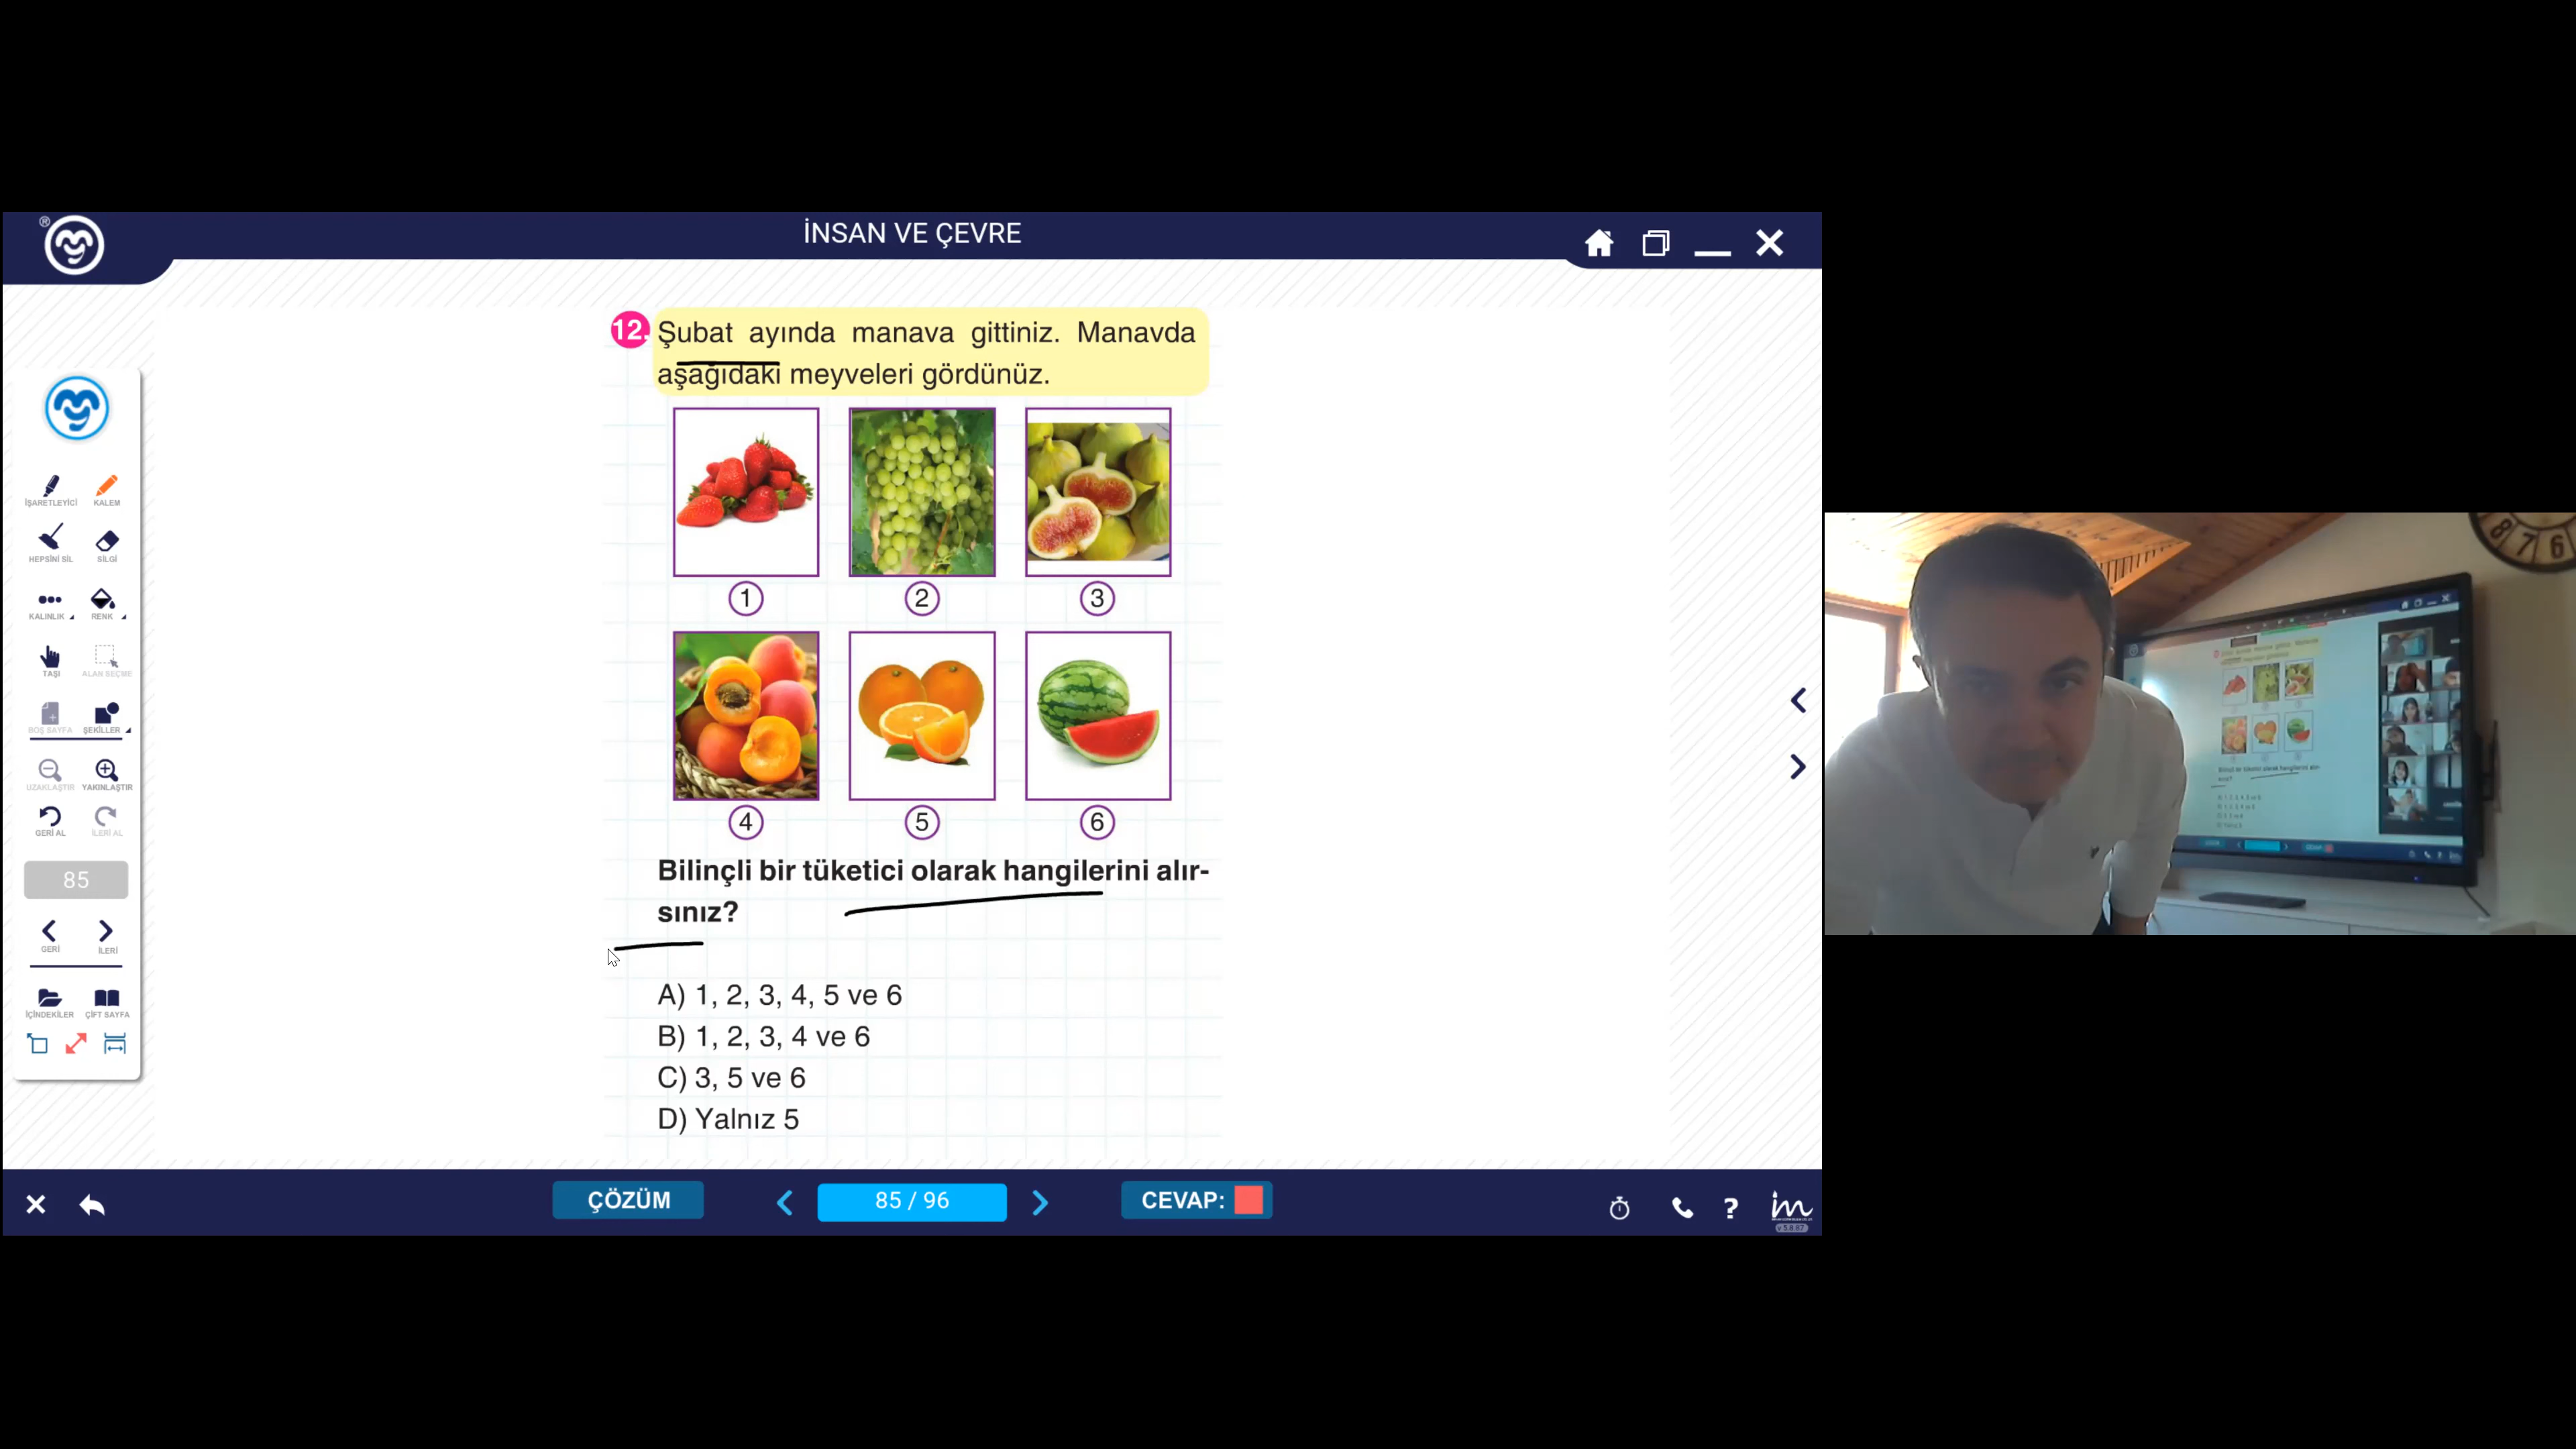 İNSAN VE ÇEVRE
12. Şubat ayında manava gittiniz. Manavda
aşağıdaki meyveleri gördünüz.
1 2 3
4 5 6
Bilinçli bir tüketici olarak hangilerini alır-
sınız?
A) 1, 2, 3, 4, 5 ve 6
B) 1, 2, 3, 4 ve 6
C) 3, 5 ve 6
D) Yalnız 5
İŞARETLEYİCİ KALEM
HEPSİNİ SİL SİLGİ
KALINLIK RENK
TAŞI ALAN SEÇME
BOŞ SAYFA ŞEKİLLER
UZAKLAŞTIR YAKINLAŞTIR
GERİ AL İLERİ AL
85
GERİ İLERİ
İÇİNDEKİLER ÇİFT SAYFA
ÇÖZÜM 85 / 96 CEVAP:
8 7 6